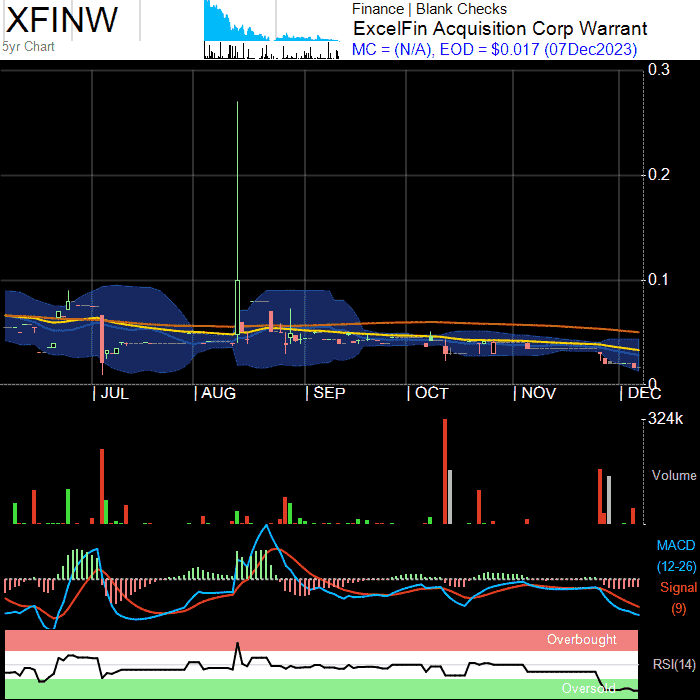 XFINW
5yr Chart
Finance | Blank Checks
ExcelFin Acquisition Corp Warrant
MC = (N/A), EOD = $0.017 (07Dec2023)
0.3
0.2
0.1
0
JUL AUG SEP OCT NOV DEC
324k
Volume
MACD
(12-26)
Signal
(9)
Overbought
RSI(14)
Oversold